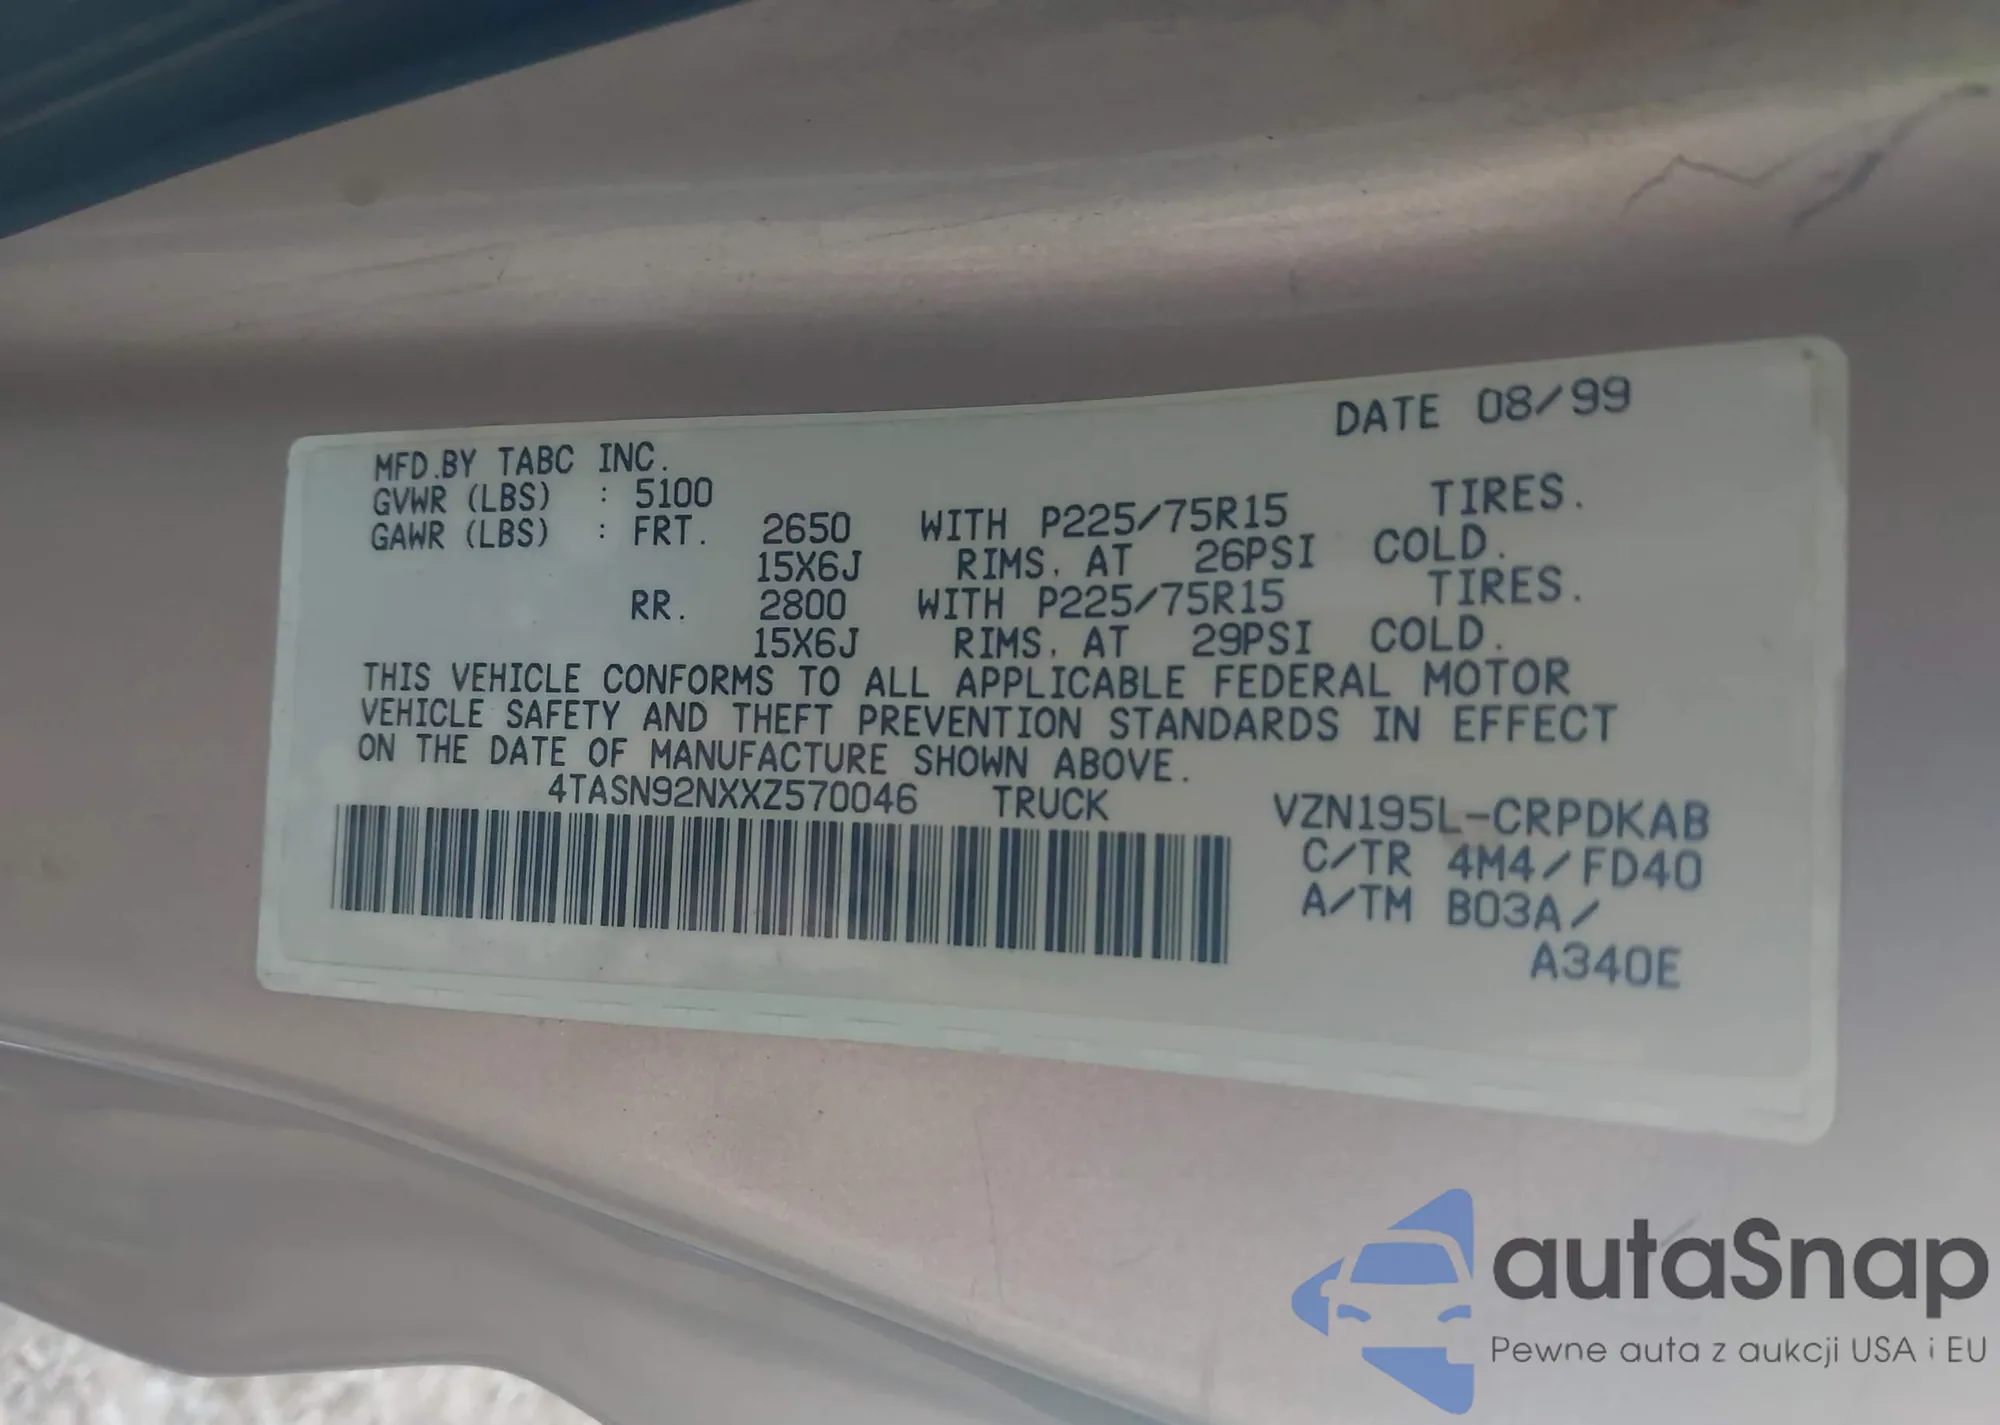 DATE 08/99
MFD.BY TABC INC.
GVWR (LBS) : 5100
GAWR (LBS) : FRT. 2650 WITH P225/75R15 TIRES.
15X6J RIMS, AT 26PSI COLD.
RR. 2800 WITH P225/75R15 TIRES.
15X6J RIMS, AT 29PSI COLD.
THIS VEHICLE CONFORMS TO ALL APPLICABLE FEDERAL MOTOR
VEHICLE SAFETY AND THEFT PREVENTION STANDARDS IN EFFECT
ON THE DATE OF MANUFACTURE SHOWN ABOVE.
4TASN92NXXZ570046 TRUCK VZN195L-CRPDKAB
C/TR 4M4/FD40
A/TM B03A/
A340E
autaSnap
Pewne auta z aukcji USA i EU